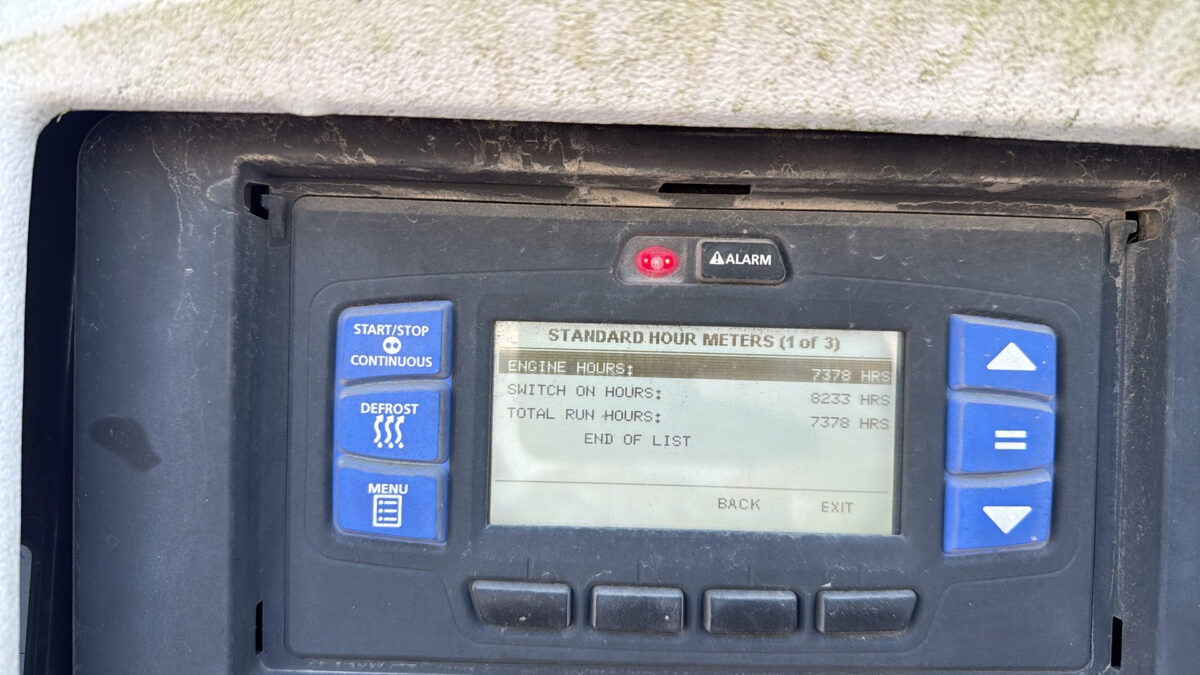 ALARM
START/STOP
CONTINUOUS
DEFROST
MENU
STANDARD HOUR METERS (1 of 3)
ENGINE HOURS: 7378 HRS
SWITCH ON HOURS: 8233 HRS
TOTAL RUN HOURS: 7378 HRS
END OF LIST
BACK EXIT